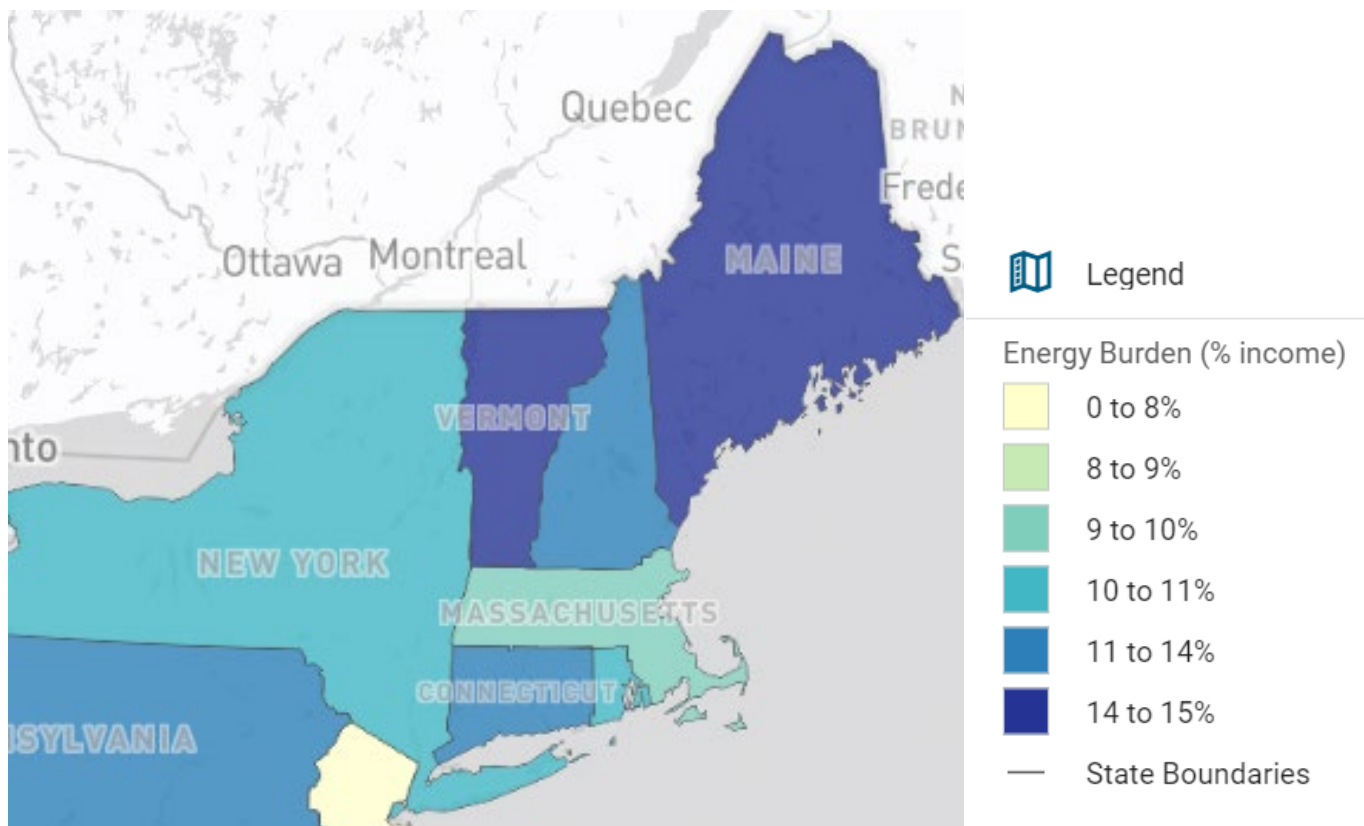 Quebec
N
BRUN
Frede
Ottawa
Montreal
MAINE
S
VERMONT
nto
NEW YORK
MASSACHUSETTS
CONNECTICUT
SYLVANIA
Legend
Energy Burden (% income)
0 to 8%
8 to 9%
9 to 10%
10 to 11%
11 to 14%
14 to 15%
State Boundaries